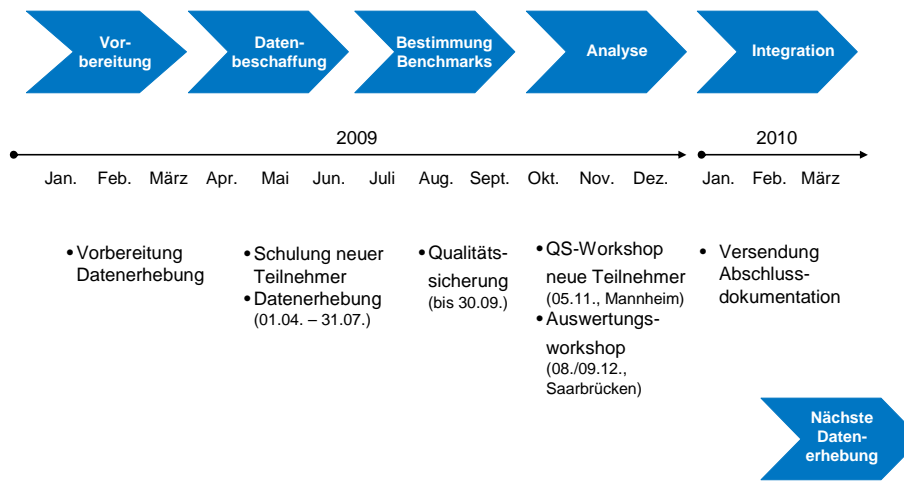 Vor-
bereitung
Daten-
beschaffung
Bestimmung
Benchmarks
Analyse
Integration
2009
2010
Jan. Feb. März Apr. Mai Jun. Juli Aug. Sept. Okt. Nov. Dez. Jan. Feb. März
• Vorbereitung
Datenerhebung
• Schulung neuer
Teilnehmer
• Datenerhebung
(01.04. – 31.07.)
• Qualitäts-
sicherung
(bis 30.09.)
• QS-Workshop
neue Teilnehmer
(05.11., Mannheim)
• Auswertungs-
workshop
(08./09.12.,
Saarbrücken)
• Versendung
Abschluss-
dokumentation
Nächste
Daten-
erhebung